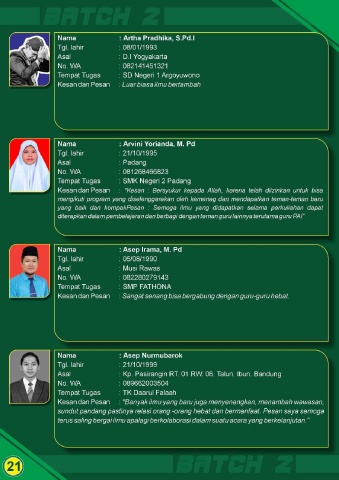 BATCH 2
Nama : Artha Pradhika, S.Pd.I
Tgl. lahir : 08/01/1993
Asal : D.I Yogyakarta
No. WA : 082141451321
Tempat Tugas : SD Negeri 1 Argoyuwono
Kesan dan Pesan : Luar biasa ilmu bertambah
Nama : Arvini Yorianda, M. Pd
Tgl. lahir : 21/10/1995
Asal : Padang
No. WA : 081268466823
Tempat Tugas : SMK Negeri 2 Padang
Kesan dan Pesan : "Kesan : Bersyukur kepada Allah, karena telah diizinkan untuk bisa
mengikuti program yang diselenggarakan oleh kemenag dan mendapatkan teman-teman baru
yang baik dan kompakPesan : Semoga ilmu yang didapatkan selama perkuliahan dapat
diterapkan dalam pembelajaran dan berbagi dengan teman guru lainnya terutama guru PAI"
Nama : Asep Irama, M. Pd
Tgl. lahir : 05/08/1990
Asal : Musi Rawas
No. WA : 082280279143
Tempat Tugas : SMP FATHONA
Kesan dan Pesan : Sangat senang bisa bergabung dengan guru-guru hebat.
Nama : Asep Nurmubarok
Tgl. lahir : 21/10/1999
Asal : Kp. Pasirangin RT. 01 RW. 06. Talun. Ibun. Bandung
No. WA : 089662003504
Tempat Tugas : TK Daarul Falaah
Kesan dan Pesan : "Banyak ilmu yang baru juga menyenangkan, menambah wawasan,
sundut pandang pastinya relasi orang -orang hebat dan bermanfaat. Pesan saya semoga
terus saling bergai ilmu apalagi berkolaborasi dalam suatu acara yang berkelanjutan."
21
BATCH 2